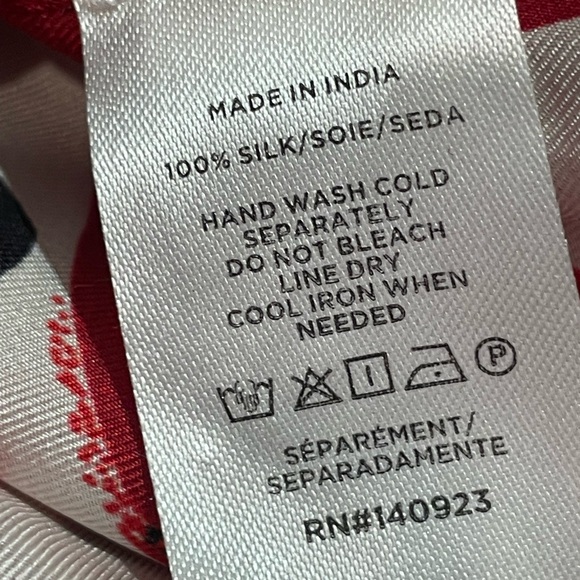 MADE IN INDIA
100% SILK/SOIE/SEDA
HAND WASH COLD
SEPARATELY
DO NOT BLEACH
LINE DRY
COOL IRON WHEN
NEEDED
P
SÉPARÉMENT/
SEPARADAMENTE
RN#140923